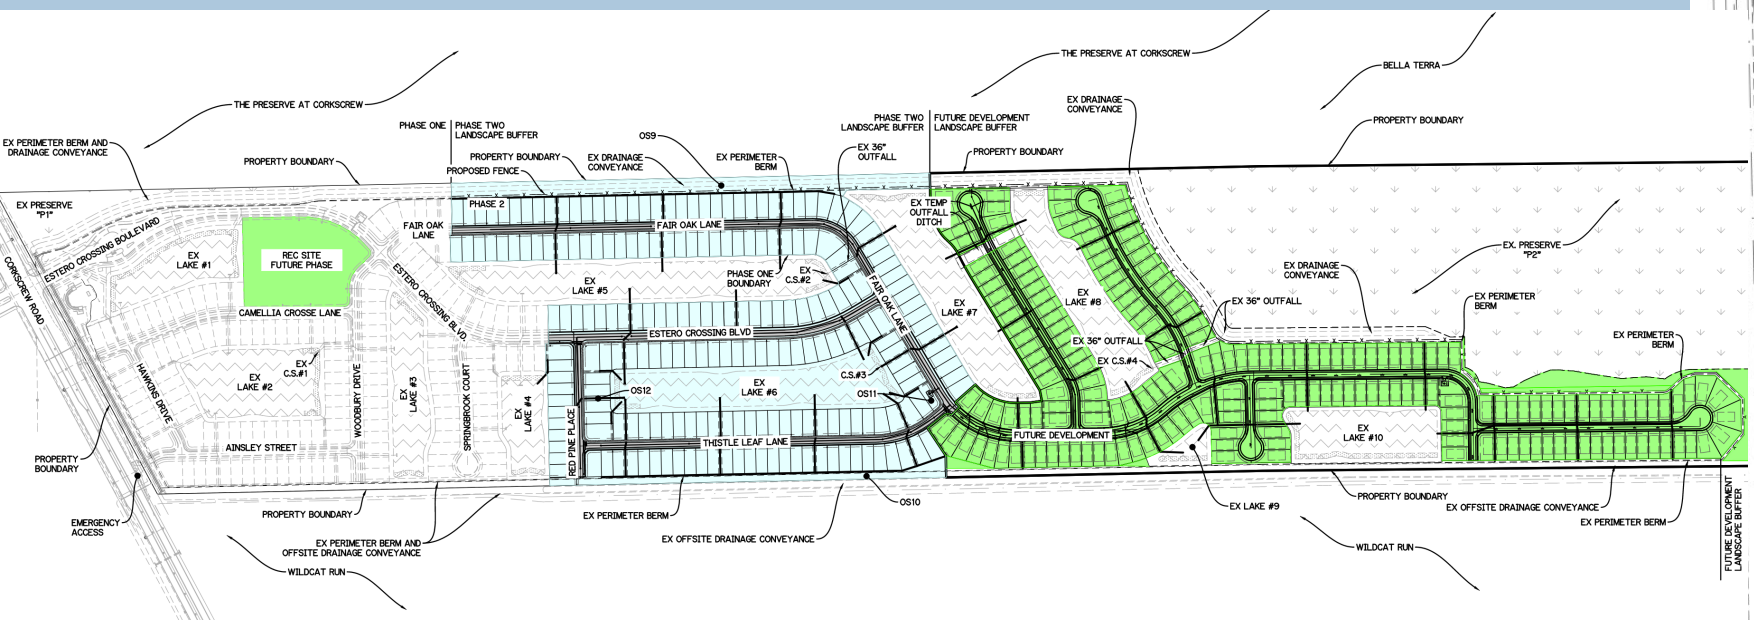 THE PRESERVE AT CORKSCREW
BELLA TERRA
THE PRESERVE AT CORKSCREW
EX DRAINAGE
CONVEYANCE
PROPERTY BOUNDARY
PHASE ONE
PHASE TWO
LANDSCAPE BUFFER
OS9
PHASE TWO
LANDSCAPE BUFFER
FUTURE DEVELOPMENT
LANDSCAPE BUFFER
EX PERIMETER BERM AND
DRAINAGE CONVEYANCE
PROPERTY BOUNDARY
PROPERTY BOUNDARY
PROPOSED FENCE
EX DRAINAGE
CONVEYANCE
EX PERIMETER
BERM
EX 36" OUTFALL
PROPERTY BOUNDARY
EX PRESERVE
"P1"
PHASE 2
EX TEMP
OUTFALL
DITCH
ESTERO CROSSING BOULEVARD
FAIR OAK
LANE
FAIR OAK LANE
EX
LAKE #1
REC SITE
FUTURE PHASE
EX. PRESERVE
"P2"
CORKSCREW ROAD
ESTERO CROSSING BLVD.
EX
LAKE #5
PHASE ONE
BOUNDARY
EX
C.S.#2
FAIR OAK LANE
EX
LAKE #7
EX
LAKE #8
EX DRAINAGE
CONVEYANCE
EX 36" OUTFALL
EX PERIMETER
BERM
CAMELLIA CROSSE LANE
ESTERO CROSSING BLVD
EX 36" OUTFALL
EX C.S.#4
EX PERIMETER
BERM
HAWKINS DRIVE
EX
LAKE #2
EX
C.S.#1
WOODBURY DRIVE
EX
LAKE #3
SPRINGBROOK COURT
EX
LAKE #4
RED PINE PLACE
OS12
EX
LAKE #6
C.S.#3
OS11
AINSLEY STREET
THISTLE LEAF LANE
FUTURE DEVELOPMENT
EX
LAKE #10
PROPERTY
BOUNDARY
EMERGENCY
ACCESS
PROPERTY BOUNDARY
EX PERIMETER BERM AND
OFFSITE DRAINAGE CONVEYANCE
WILDCAT RUN
EX PERIMETER BERM
EX OFFSITE DRAINAGE CONVEYANCE
OS10
EX LAKE #9
PROPERTY BOUNDARY
EX OFFSITE DRAINAGE CONVEYANCE
EX PERIMETER BERM
WILDCAT RUN
FUTURE DEVELOPMENT
LANDSCAPE BUFFER